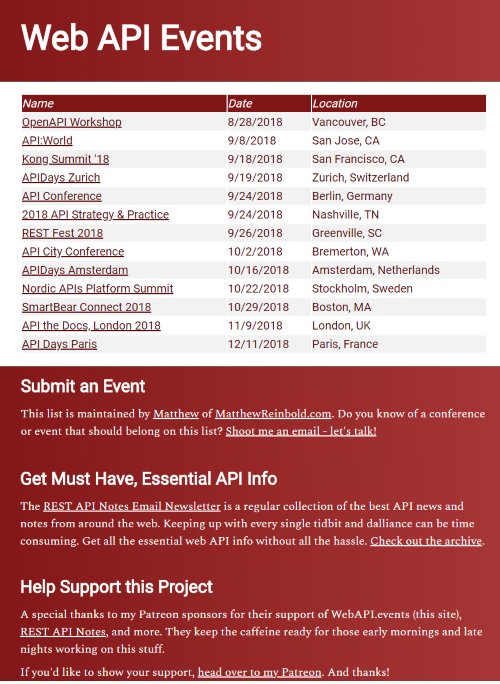 Web API Events
Name Date Location
OpenAPI Workshop 8/28/2018 Vancouver, BC
API:World 9/8/2018 San Jose, CA
Kong Summit '18 9/18/2018 San Francisco, CA
APIDays Zurich 9/19/2018 Zurich, Switzerland
API Conference 9/24/2018 Berlin, Germany
2018 API Strategy & Practice 9/24/2018 Nashville, TN
REST Fest 2018 9/26/2018 Greenville, SC
API City Conference 10/2/2018 Bremerton, WA
APIDays Amsterdam 10/16/2018 Amsterdam, Netherlands
Nordic APIs Platform Summit 10/22/2018 Stockholm, Sweden
SmartBear Connect 2018 10/29/2018 Boston, MA
API the Docs, London 2018 11/9/2018 London, UK
API Days Paris 12/11/2018 Paris, France
Submit an Event
This list is maintained by Matthew of MatthewReinbold.com. Do you know of a conference
or event that should belong on this list? Shoot me an email - let's talk!
Get Must Have, Essential API Info
The REST API Notes Email Newsletter is a regular collection of the best API news and
notes from around the web. Keeping up with every single tidbit and dalliance can be time
consuming. Get all the essential web API info without all the hassle. Check out the archive.
Help Support this Project
A special thanks to my Patreon sponsors for their support of WebAPI.events (this site),
REST API Notes, and more. They keep the caffeine ready for those early mornings and late
nights working on this stuff.
If you'd like to show your support, head over to my Patreon. And thanks!